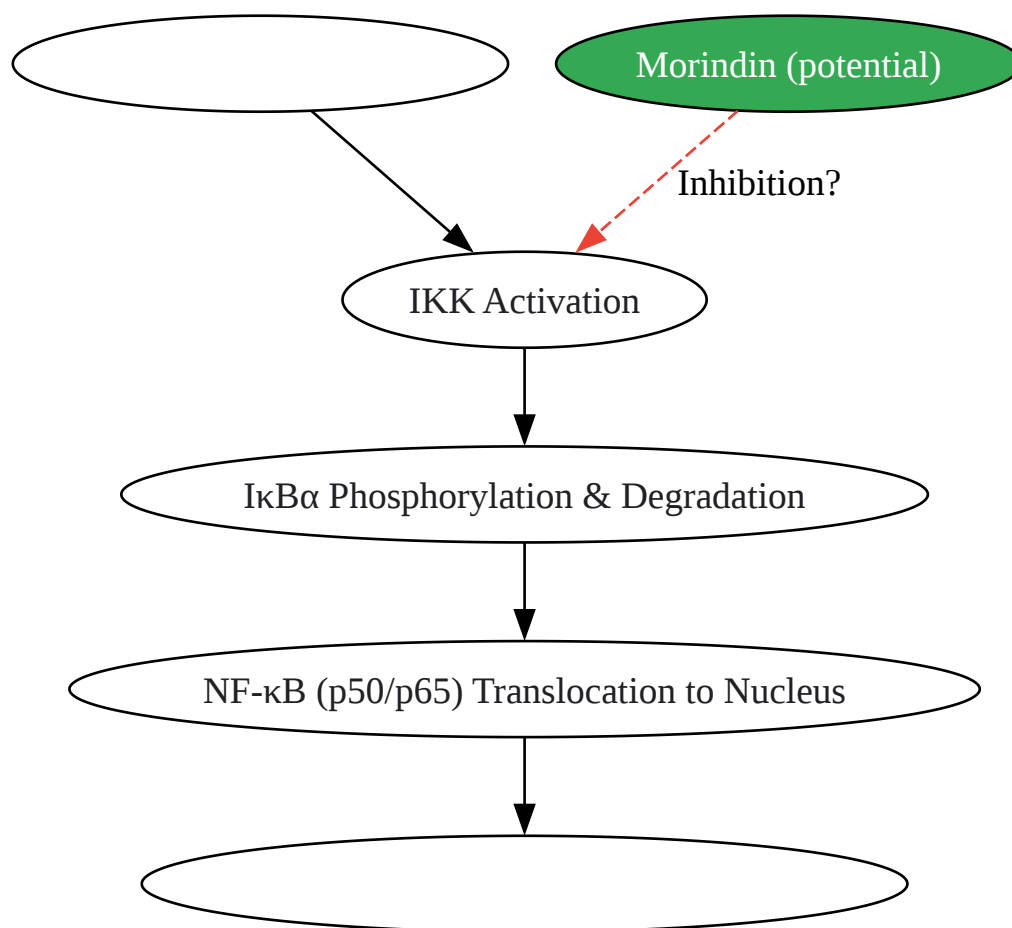 Morindin (potential)
Inhibition?
IKK Activation
IκBα Phosphorylation & Degradation
NF-κB (p50/p65) Translocation to Nucleus